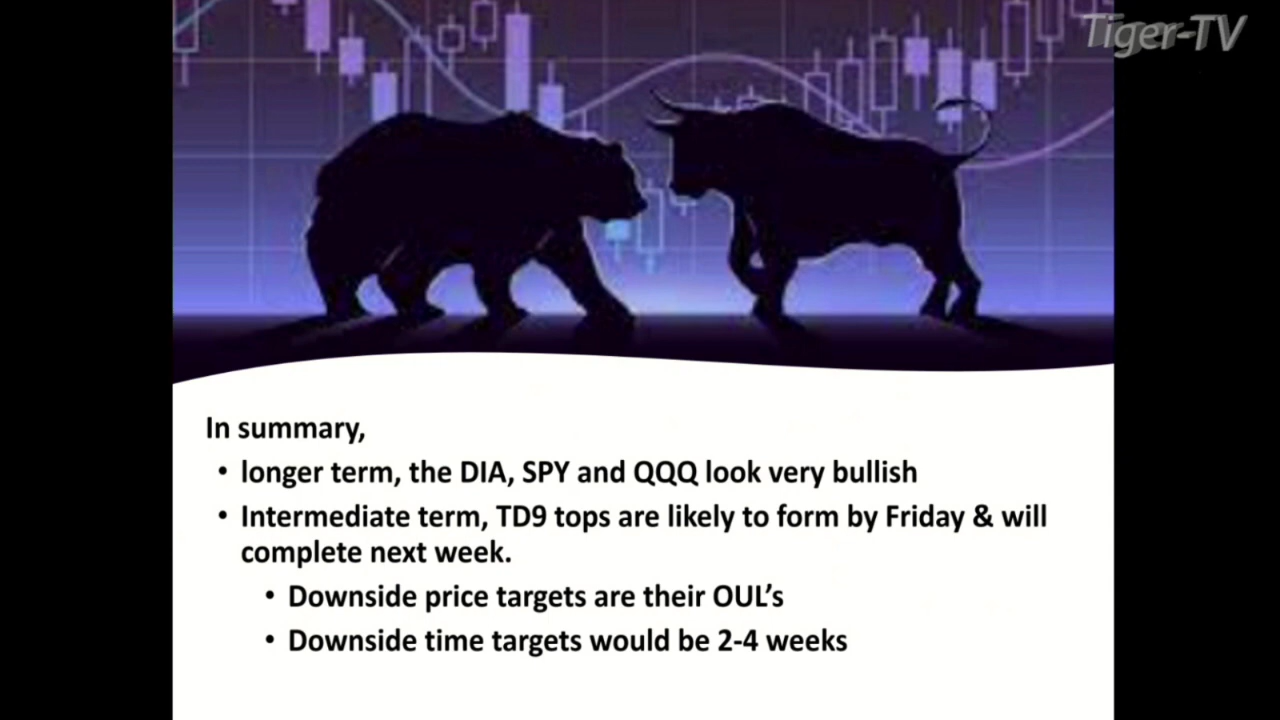 Tiger-TV
In summary,
• longer term, the DIA, SPY and QQQ look very bullish
• Intermediate term, TD9 tops are likely to form by Friday & will
complete next week.
• Downside price targets are their OUL’s
• Downside time targets would be 2-4 weeks